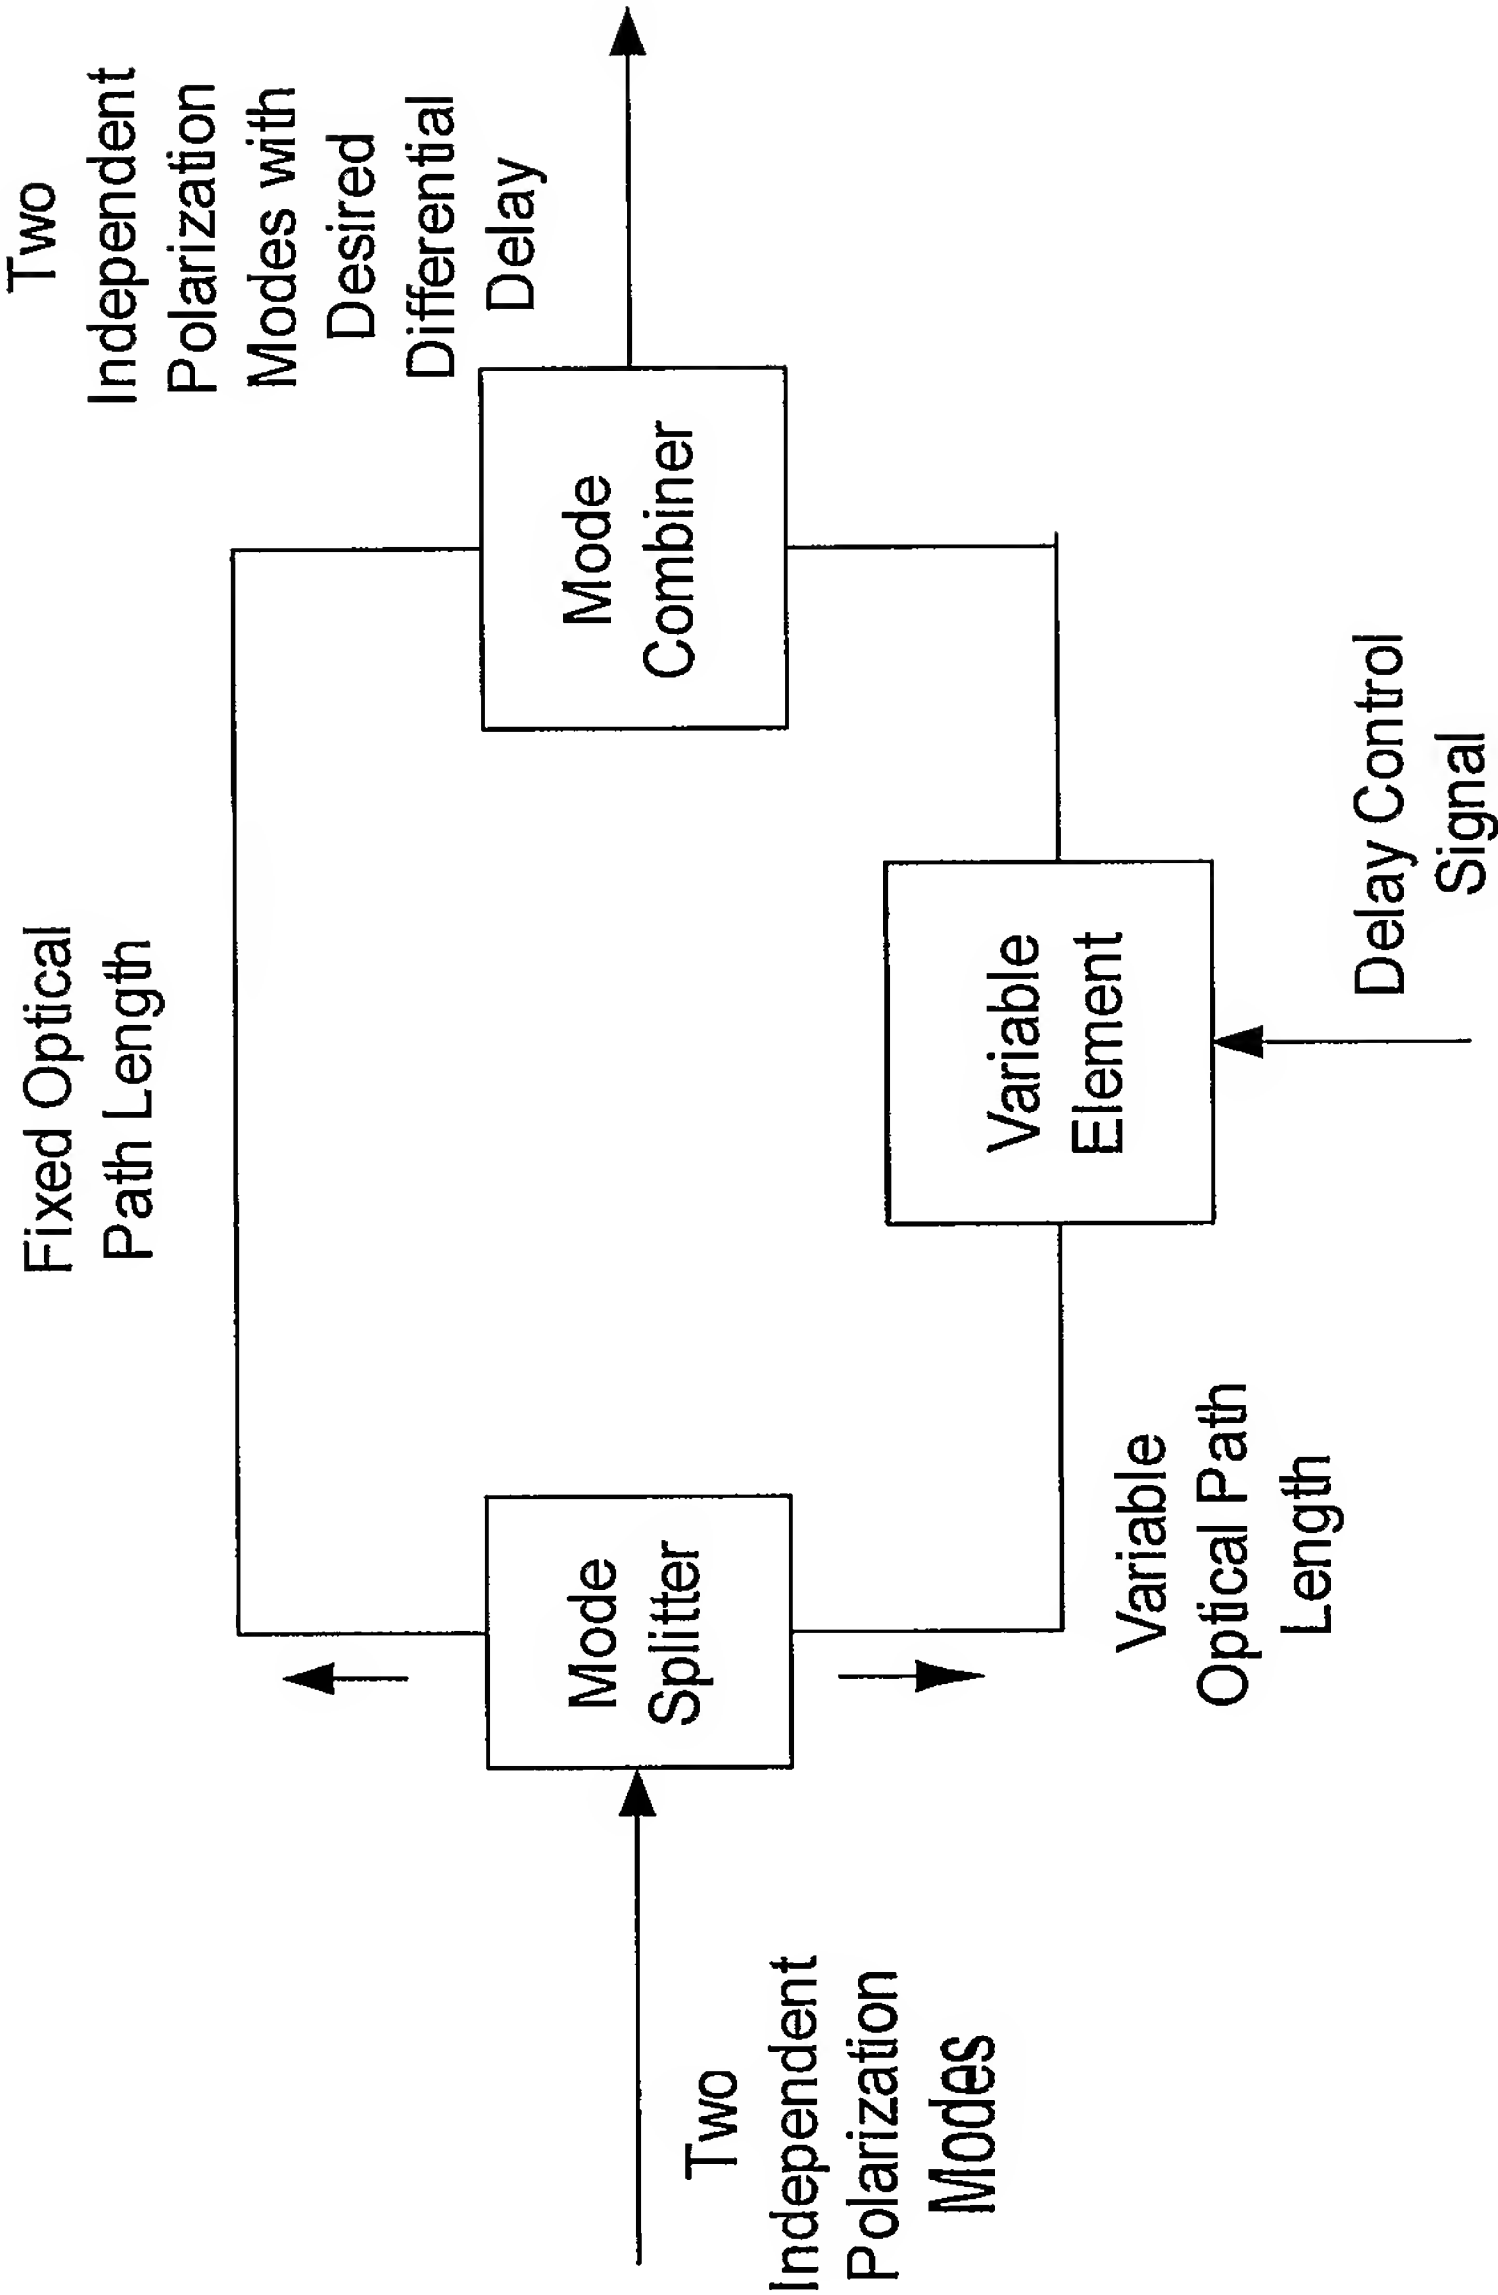 Two
Independent
Polarization
Modes
Mode
Splitter
Fixed Optical
Path Length
Variable
Optical Path
Length
Variable
Element
Delay Control
Signal
Mode
Combiner
Two
Independent
Polarization
Modes with
Desired
Differential
Delay